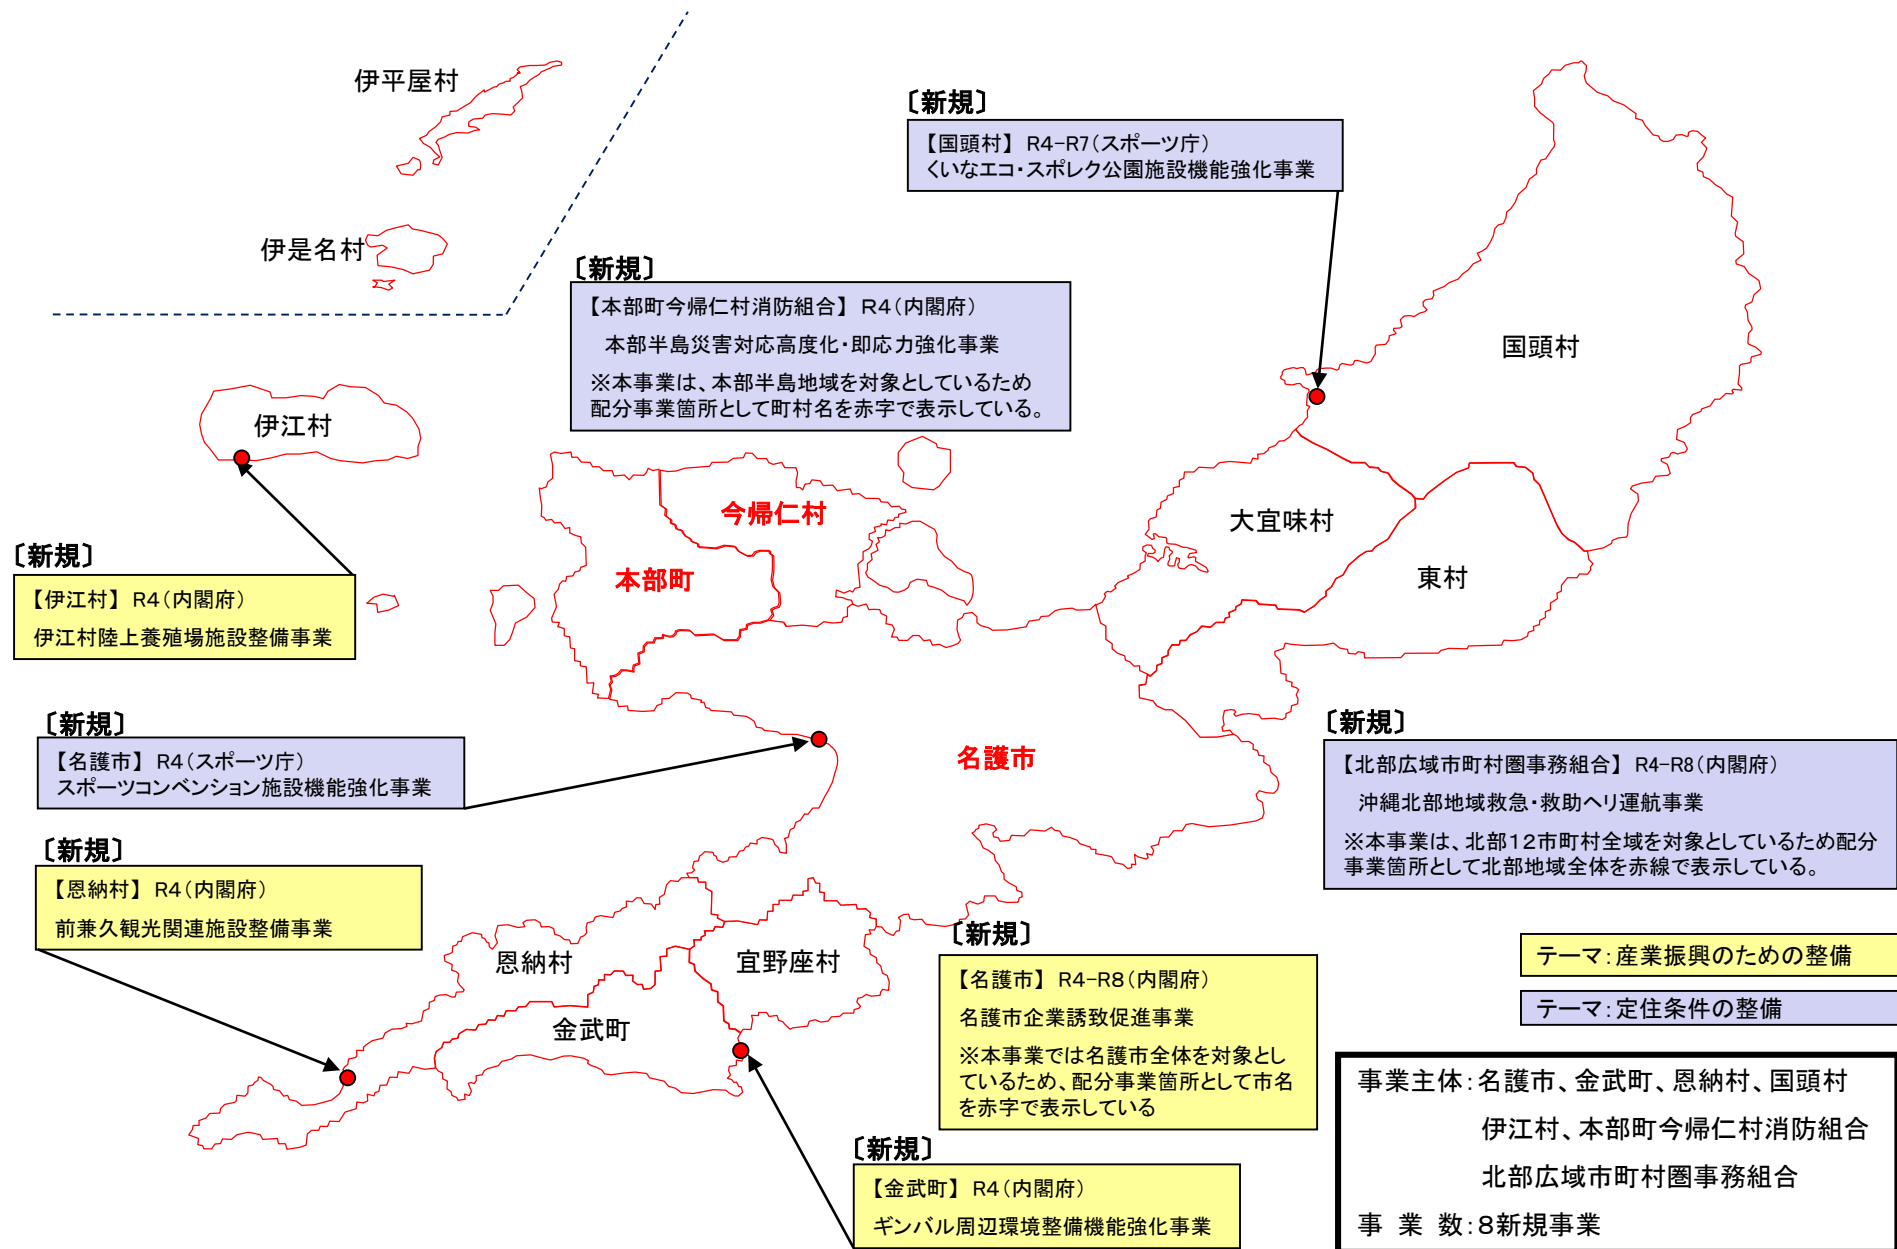 伊平屋村
伊是名村
〔新規〕
【国頭村】 R4-R7(スポーツ庁)
くいなエコ・スポレク公園施設機能強化事業
〔新規〕
【本部町今帰仁村消防組合】 R4(内閣府)
本部半島災害対応高度化・即応力強化事業
※本事業は、本部半島地域を対象としているため
配分事業箇所として町村名を赤字で表示している。
国頭村
伊江村
今帰仁村
大宜味村
本部町
東村
〔新規〕
【伊江村】 R4(内閣府)
伊江村陸上養殖場施設整備事業
〔新規〕
【名護市】 R4(スポーツ庁)
スポーツコンベンション施設機能強化事業
名護市
〔新規〕
【北部広域市町村圏事務組合】 R4-R8(内閣府)
沖縄北部地域救急・救助ヘリ運航事業
※本事業は、北部12市町村全域を対象としているため配分
事業箇所として北部地域全体を赤線で表示している。
〔新規〕
【恩納村】 R4(内閣府)
前兼久観光関連施設整備事業
恩納村
宜野座村
金武町
〔新規〕
【名護市】 R4-R8(内閣府)
名護市企業誘致促進事業
※本事業では名護市全体を対象とし
ているため、配分事業箇所として市名
を赤字で表示している
〔新規〕
【金武町】 R4(内閣府)
ギンバル周辺環境整備機能強化事業
テーマ:産業振興のための整備
テーマ:定住条件の整備
事業主体:名護市、金武町、恩納村、国頭村
伊江村、本部町今帰仁村消防組合
北部広域市町村圏事務組合
事 業 数:8新規事業